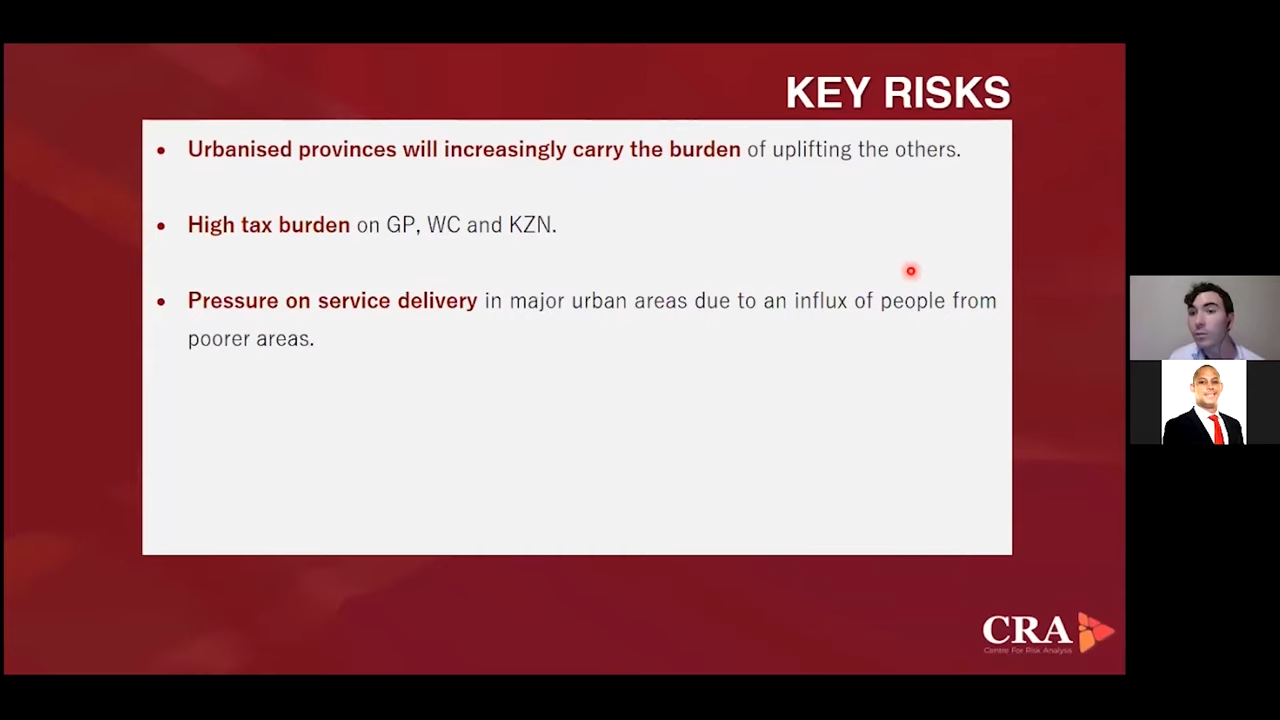 KEY RISKS
• Urbanised provinces will increasingly carry the burden of uplifting the others.
• High tax burden on GP, WC and KZN.
• Pressure on service delivery in major urban areas due to an influx of people from
poorer areas.
CRA
Centre For Risk Analysis